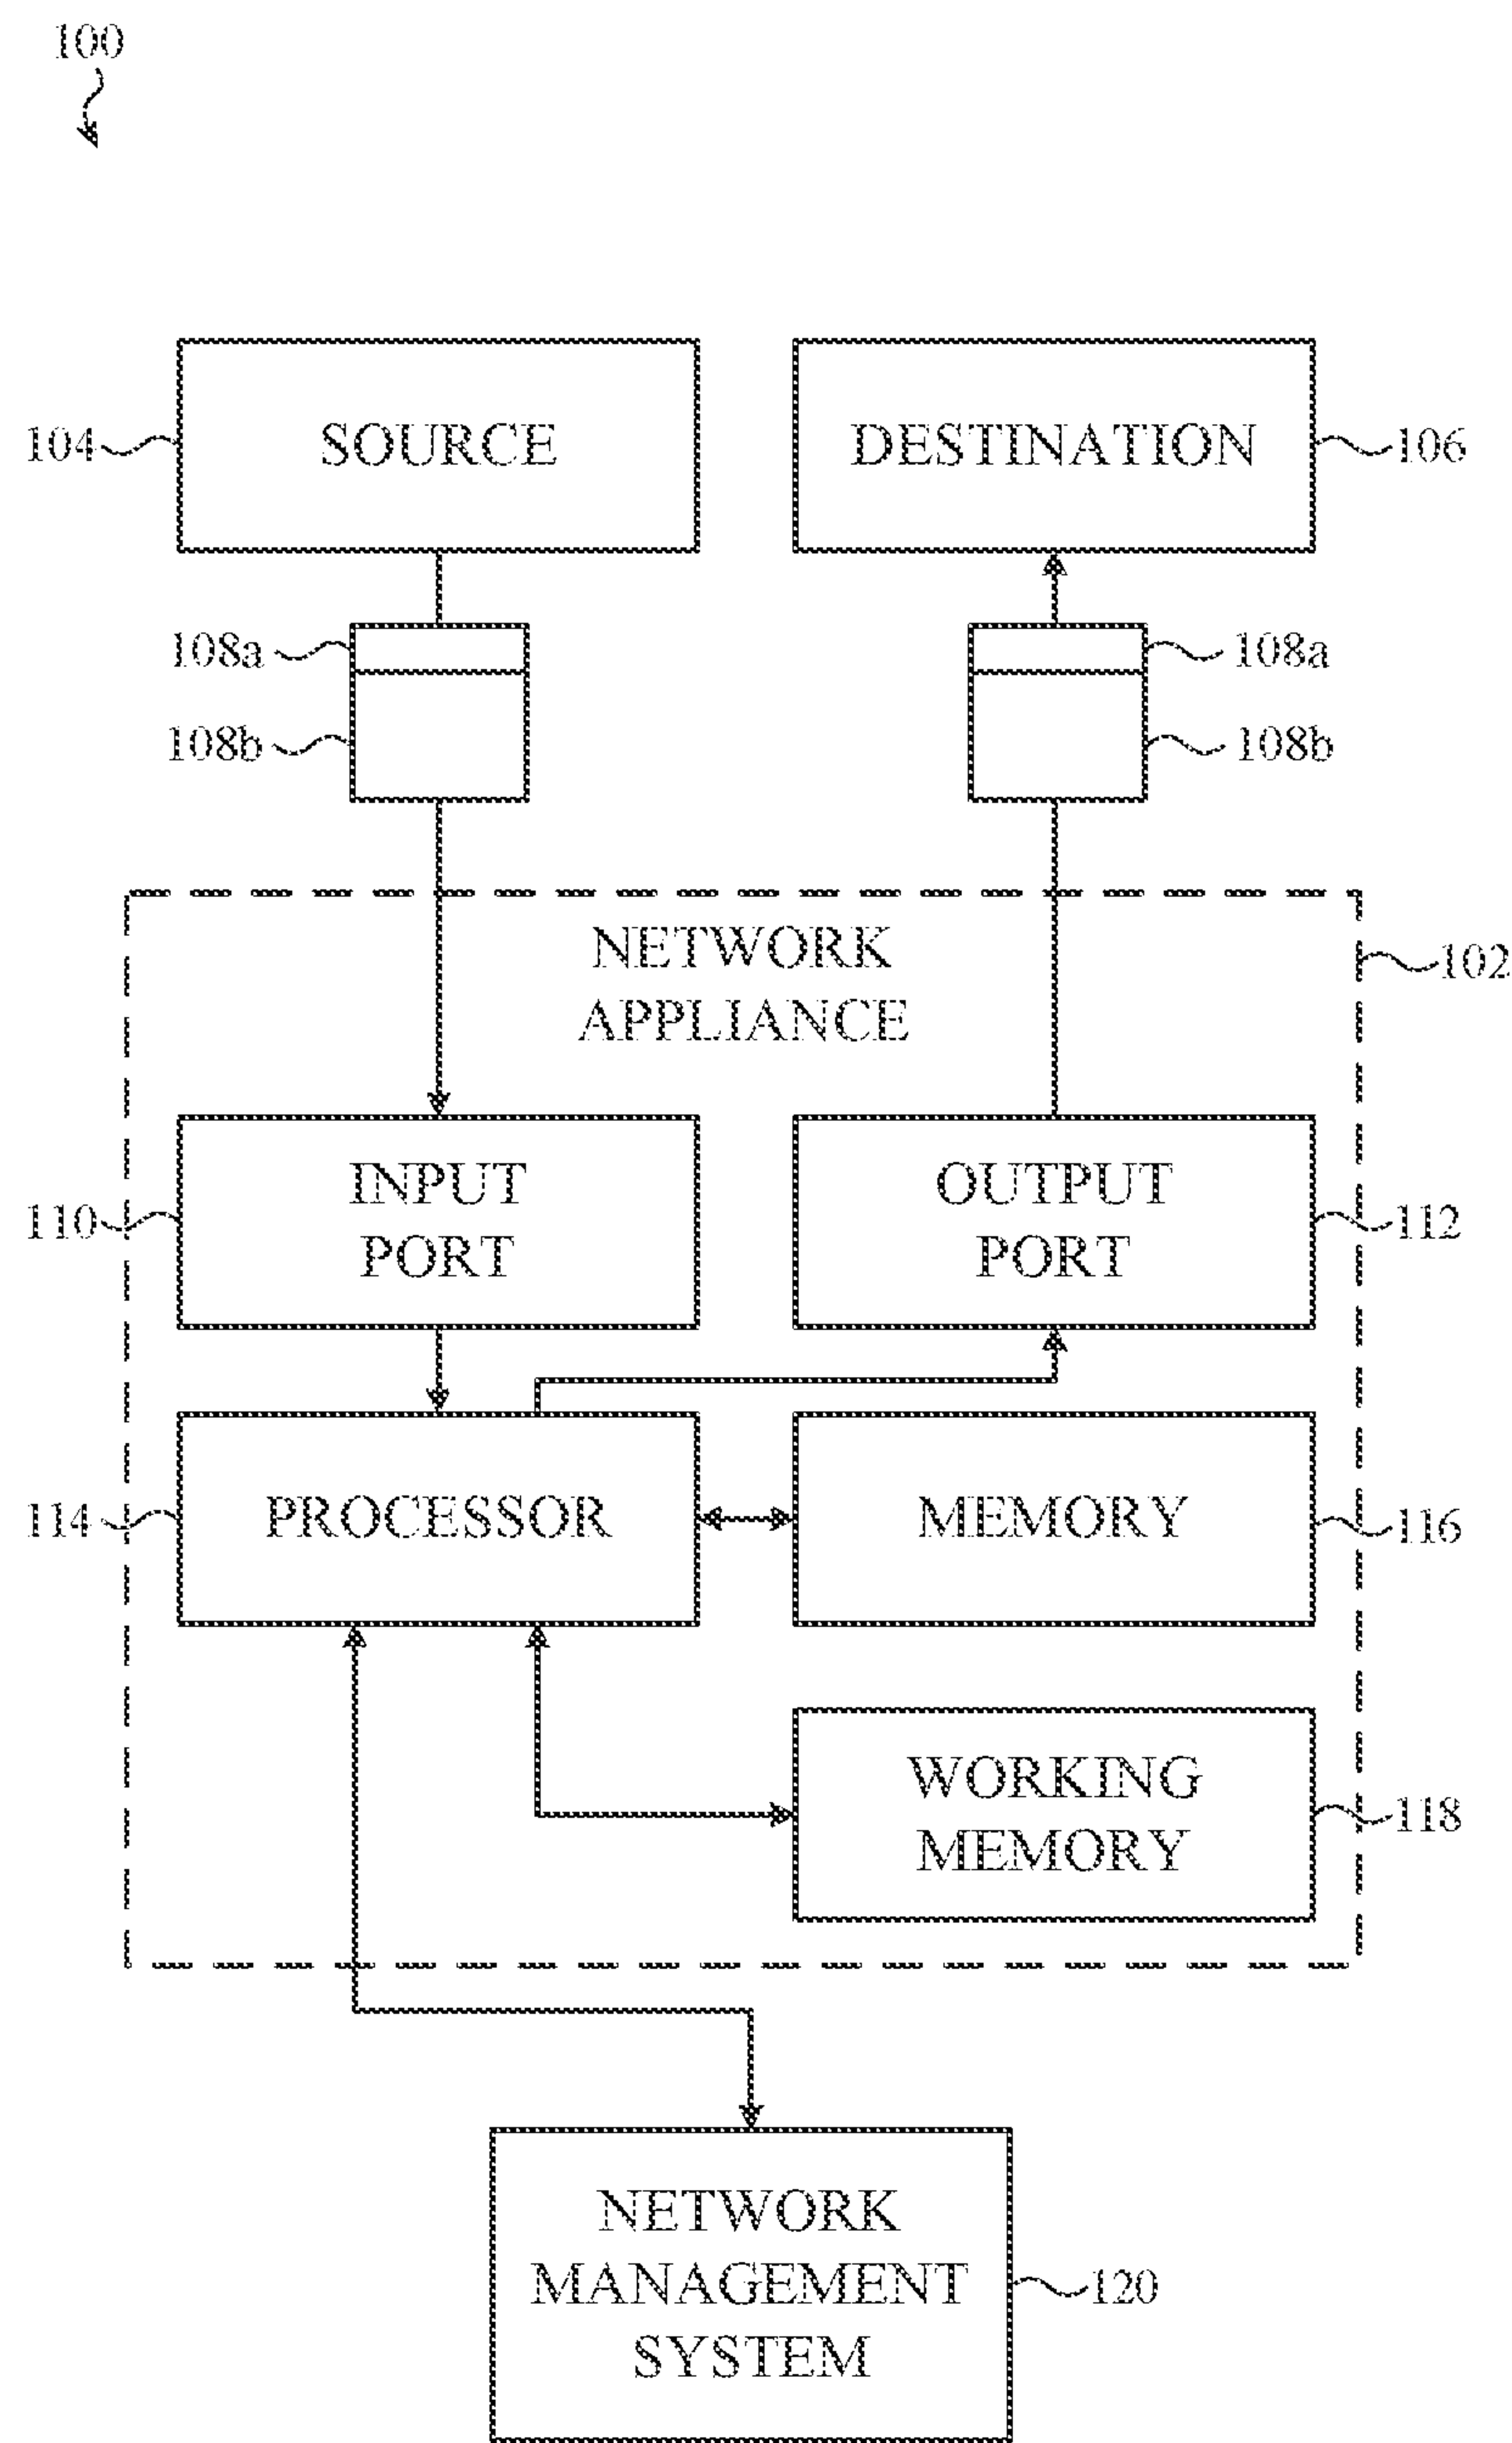 100
SOURCE
DESTINATION
104
106
108a
108a
108b
108b
NETWORK
APPLIANCE
102
INPUT
PORT
OUTPUT
PORT
110
112
PROCESSOR
MEMORY
114
116
WORKING
MEMORY
118
NETWORK
MANAGEMENT
SYSTEM
120